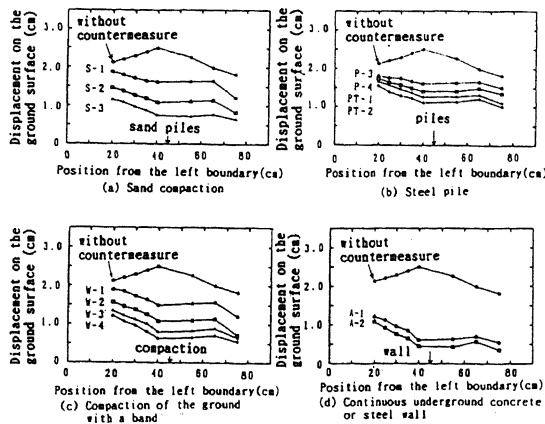 Displacement on the
ground surface (cm)
without
countermeasure
3.0
2.0
1.0
0
S-1
S-2
S-3
sand piles
0 20 40 60 80
Position from the left boundary(cm)
(a) Sand compaction
Displacement on the
ground surface (cm)
without
countermeasure
3.0
2.0
1.0
0
P-3
P-4
PT-1
PT-2
piles
0 20 40 60 80
Position from the left boundary(cm)
(b) Steel pile
Displacement on the
ground surface (cm)
without
countermeasure
3.0
2.0
1.0
0
W-1
W-2
W-3
W-4
compaction
0 20 40 60 80
Position from the left boundary(cm)
(c) Compaction of the ground
with a band
Displacement on the
ground surface (cm)
without
countermeasure
3.0
2.0
1.0
0
A-1
A-2
wall
0 20 40 60 80
Position from the left boundary(cm)
(d) Continuous underground concrete
or steel wall